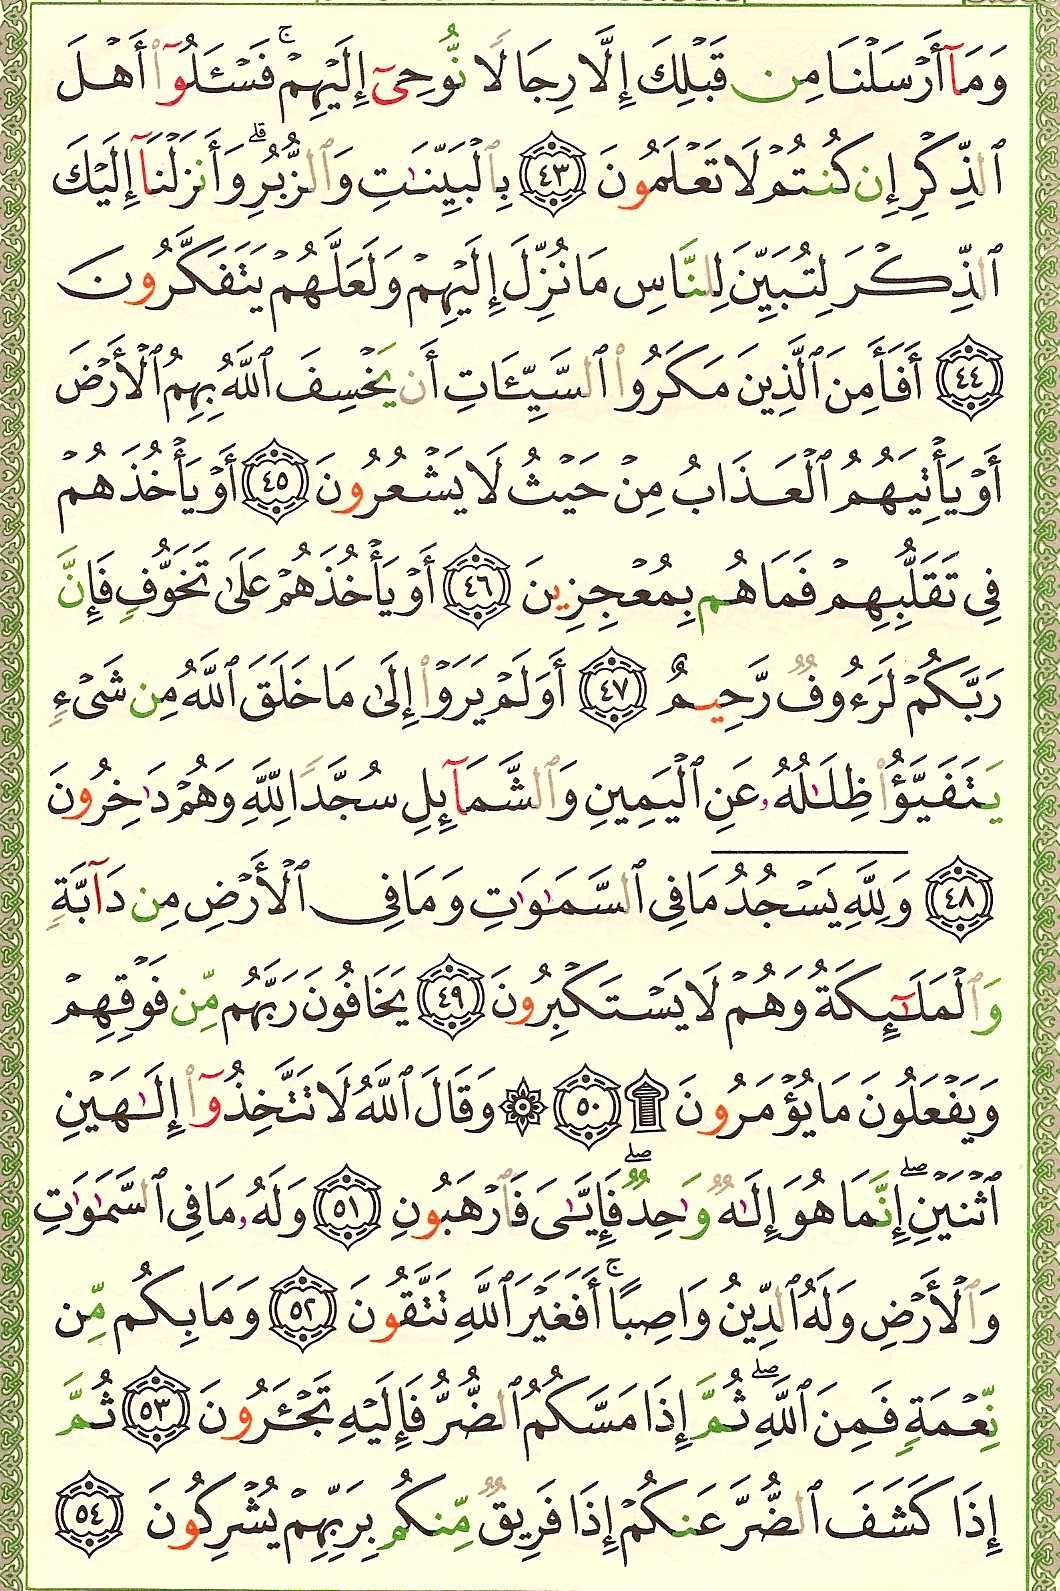 وَمَآ أَرْسَلْنَا مِن قَبْلِكَ إِلَّا رِجَالًا نُّوحِىٓ إِلَيْهِمْ ۚ فَسْـَٔلُوٓا۟ أَهْلَ
ٱلذِّكْرِ إِن كُنتُمْ لَا تَعْلَمُونَ ٤٣ بِٱلْبَيِّنَـٰتِ وَٱلزُّبُرِ ۗ وَأَنزَلْنَآ إِلَيْكَ
ٱلذِّكْرَ لِتُبَيِّنَ لِلنَّاسِ مَا نُزِّلَ إِلَيْهِمْ وَلَعَلَّهُمْ يَتَفَكَّرُونَ
٤٤ أَفَأَمِنَ ٱلَّذِينَ مَكَرُوا۟ ٱلسَّيِّـَٔاتِ أَن يَخْسِفَ ٱللَّهُ بِهِمُ ٱلْأَرْضَ
أَوْ يَأْتِيَهُمُ ٱلْعَذَابُ مِنْ حَيْثُ لَا يَشْعُرُونَ ٤٥ أَوْ يَأْخُذَهُمْ
فِى تَقَلُّبِهِمْ فَمَا هُم بِمُعْجِزِينَ ٤٦ أَوْ يَأْخُذَهُمْ عَلَىٰ تَخَوُّفٍ فَإِنَّ
رَبَّكُمْ لَرَءُوفٌ رَّحِيمٌ ٤٧ أَوَلَمْ يَرَوْا۟ إِلَىٰ مَا خَلَقَ ٱللَّهُ مِن شَىْءٍ
يَتَفَيَّؤُا۟ ظِلَـٰلُهُۥ عَنِ ٱلْيَمِينِ وَٱلشَّمَآئِلِ سُجَّدًا لِّلَّهِ وَهُمْ دَٰخِرُونَ
٤٨ وَلِلَّهِ يَسْجُدُ مَا فِى ٱلسَّمَـٰوَٰتِ وَمَا فِى ٱلْأَرْضِ مِن دَآبَّةٍ
وَٱلْمَلَـٰٓئِكَةُ وَهُمْ لَا يَسْتَكْبِرُونَ ٤٩ يَخَافُونَ رَبَّهُم مِّن فَوْقِهِمْ
وَيَفْعَلُونَ مَا يُؤْمَرُونَ ۩ ٥٠ ۞ وَقَالَ ٱللَّهُ لَا تَتَّخِذُوٓا۟ إِلَـٰهَيْنِ
ٱثْنَيْنِ ۖ إِنَّمَا هُوَ إِلَـٰهٌ وَٰحِدٌ ۖ فَإِيَّـٰىَ فَٱرْهَبُونِ ٥١ وَلَهُۥ مَا فِى ٱلسَّمَـٰوَٰتِ
وَٱلْأَرْضِ وَلَهُ ٱلدِّينُ وَاصِبًا ۚ أَفَغَيْرَ ٱللَّهِ تَتَّقُونَ ٥٢ وَمَا بِكُم مِّن
نِّعْمَةٍ فَمِنَ ٱللَّهِ ۖ ثُمَّ إِذَا مَسَّكُمُ ٱلضُّرُّ فَإِلَيْهِ تَجْـَٔرُونَ ٥٣ ثُمَّ
إِذَا كَشَفَ ٱلضُّرَّ عَنكُمْ إِذَا فَرِيقٌ مِّنكُم بِرَبِّهِمْ يُشْرِكُونَ ٥٤